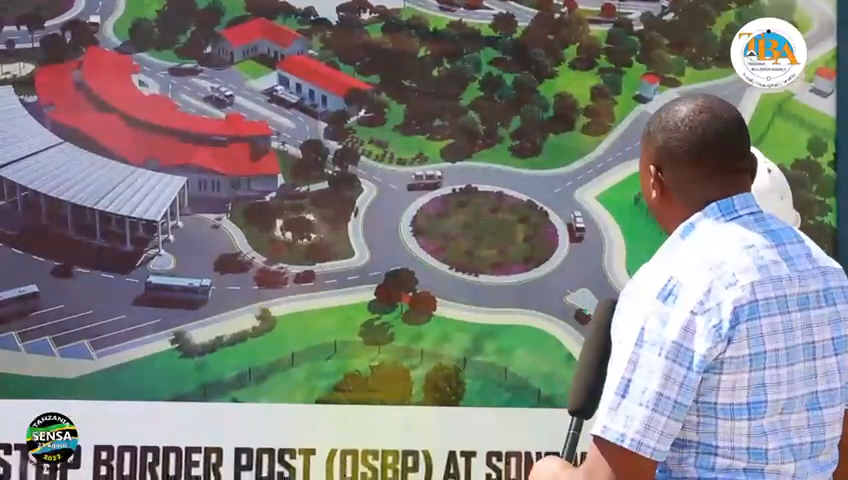 TBA
TANZANIA
SENSA
2022
STOP BORDER POST (OSBP) AT SON